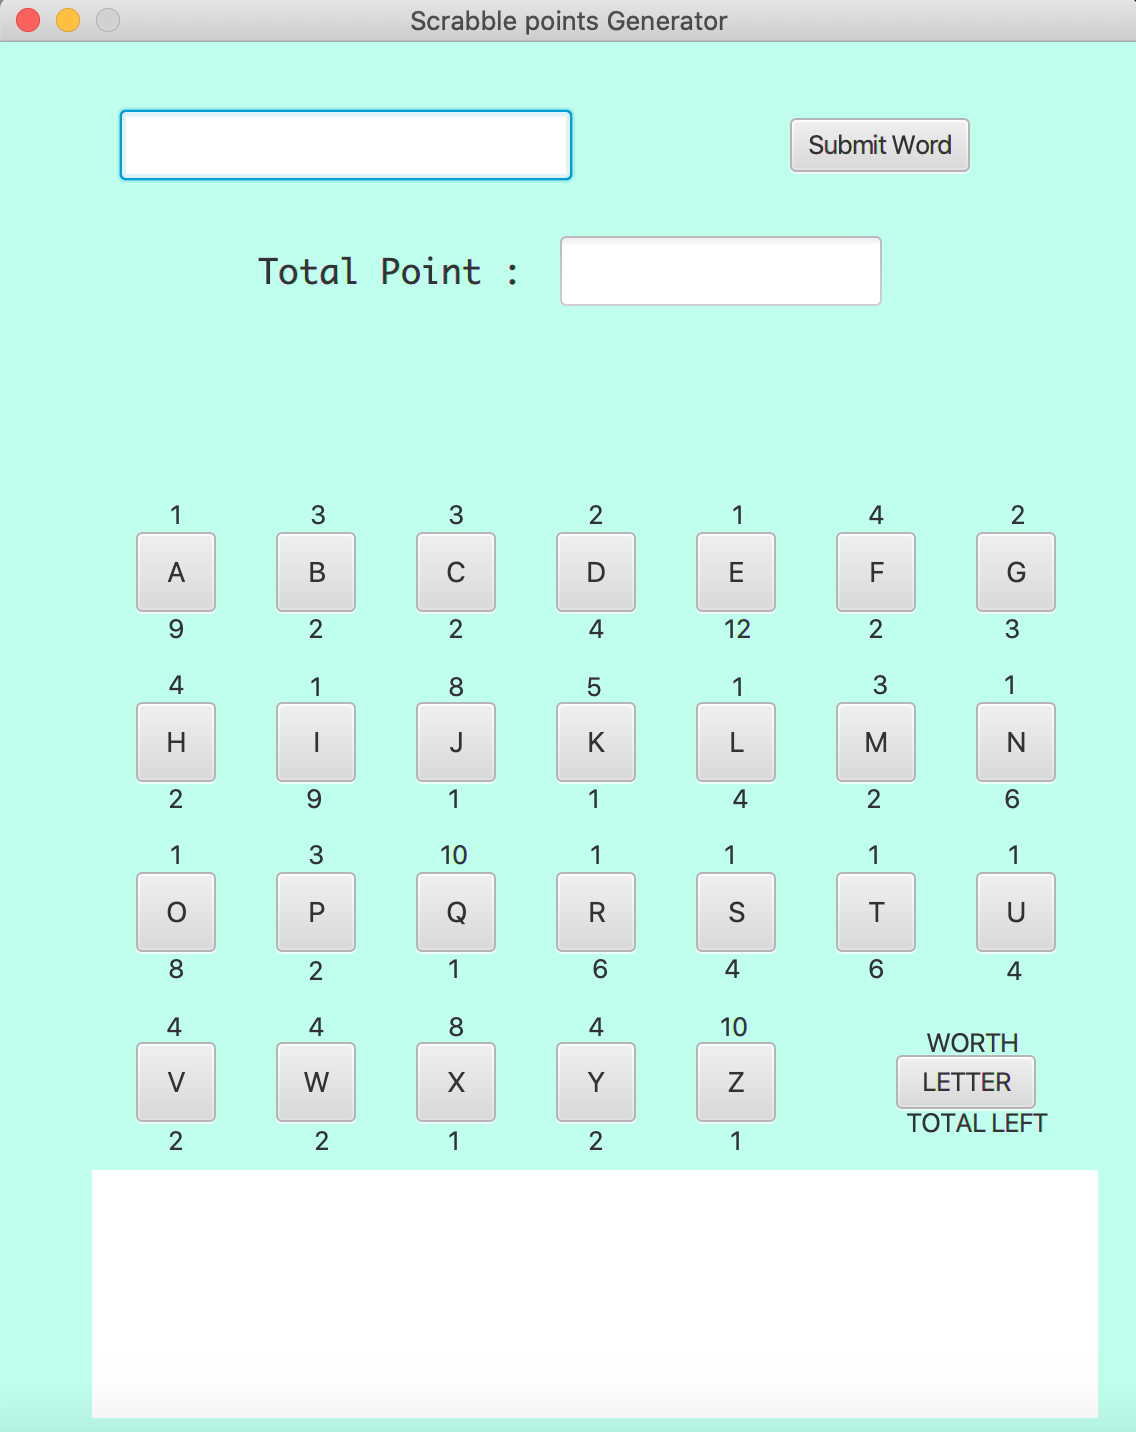 Scrabble points Generator
Submit Word
Total Point :
1 3 3 2 1 4 2
A B C D E F G
9 2 2 4 12 2 3
4 1 8 5 1 3 1
H I J K L M N
2 9 1 1 4 2 6
1 3 10 1 1 1 1
O P Q R S T U
8 2 1 6 4 6 4
4 4 8 4 10 WORTH
V W X Y Z LETTER
2 2 1 2 1 TOTAL LEFT